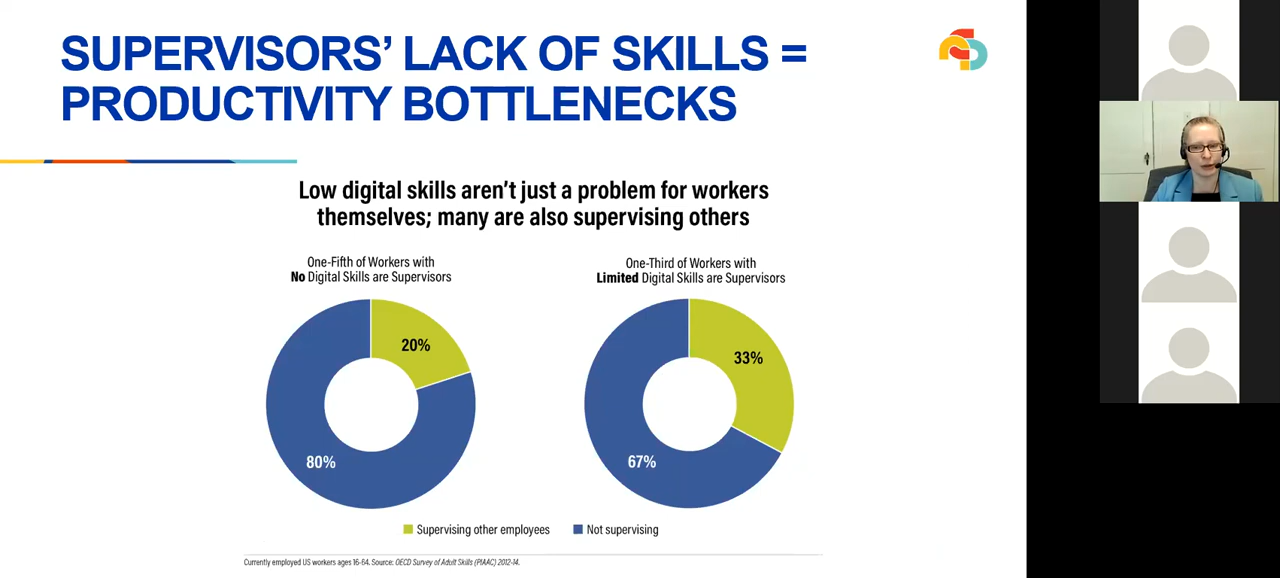 SUPERVISORS’ LACK OF SKILLS =
PRODUCTIVITY BOTTLENECKS
Low digital skills aren’t just a problem for workers
themselves; many are also supervising others
One-Fifth of Workers with
No Digital Skills are Supervisors
20%
80%
One-Third of Workers with
Limited Digital Skills are Supervisors
33%
67%
Supervising other employees
Not supervising
Currently employed US workers ages 16-64. Source: OECD Survey of Adult Skills (PIAAC) 2012-14.